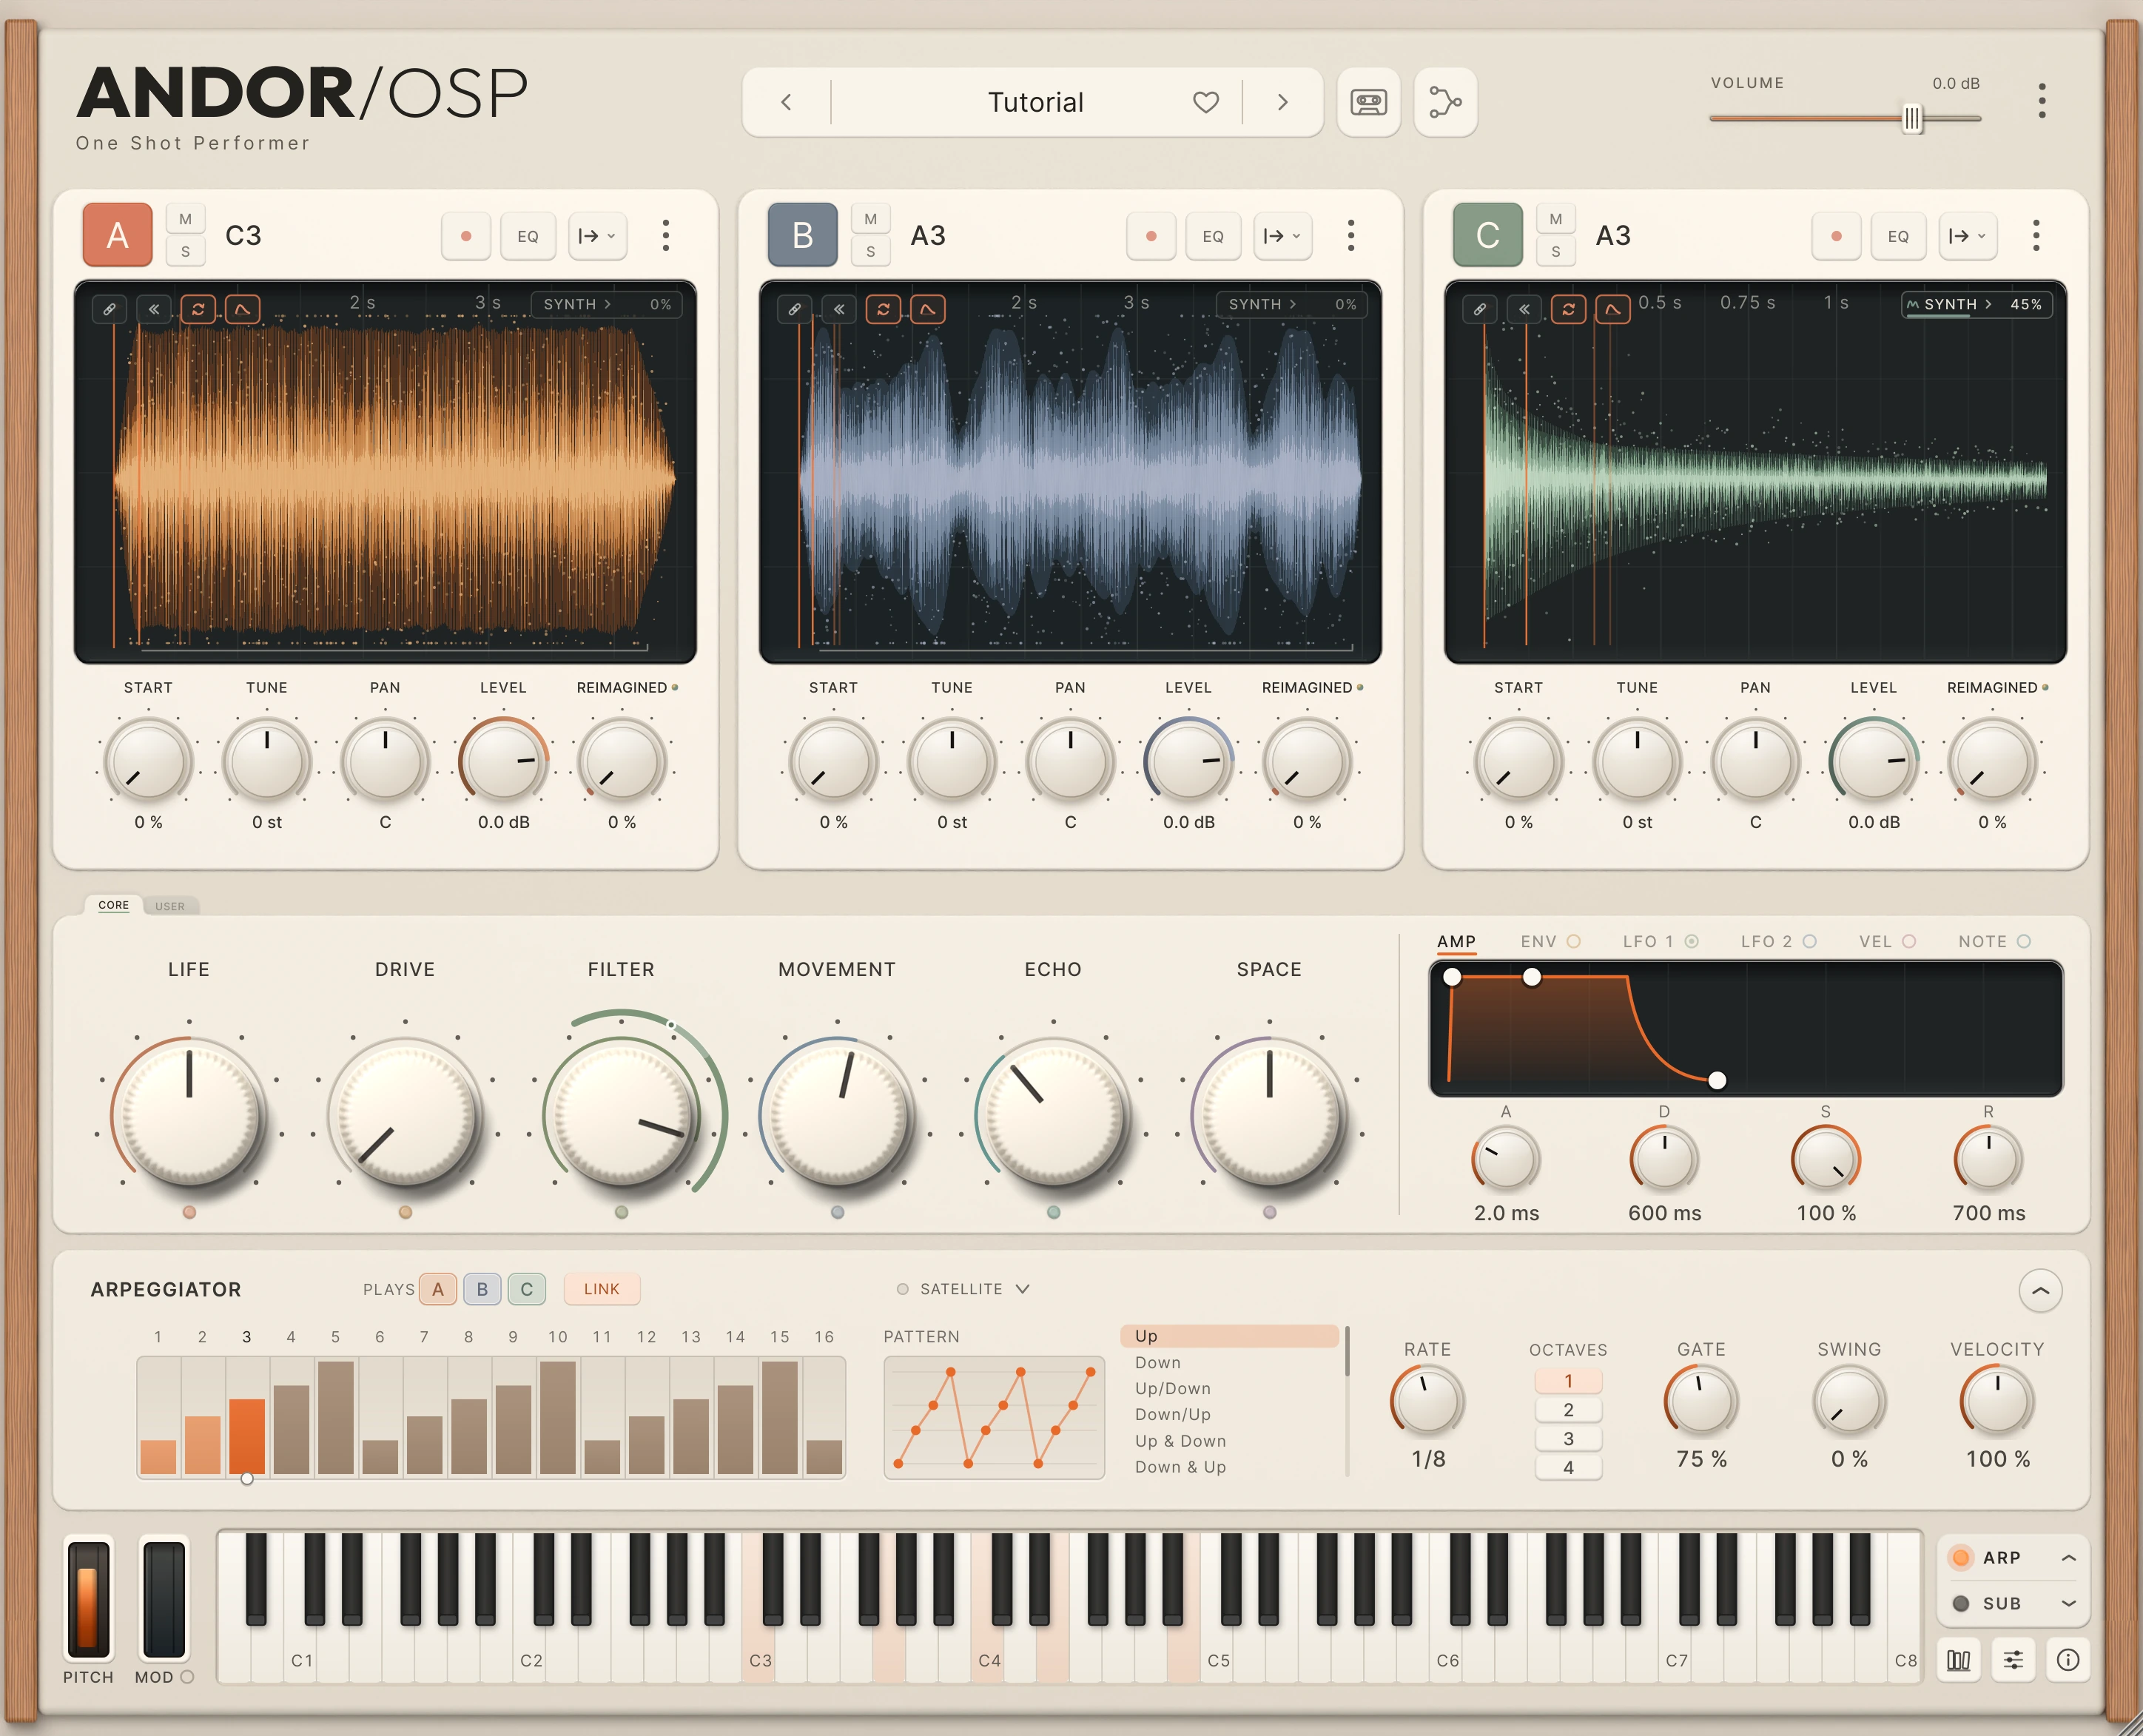 ANDOR/OSP
One Shot Performer
Tutorial
VOLUME 0.0 dB
A M S C3 EQ
2 s 3 s SYNTH 0%
START TUNE PAN LEVEL REIMAGINED
0 % 0 st C 0.0 dB 0 %
B M S A3 EQ
2 s 3 s SYNTH 0%
START TUNE PAN LEVEL REIMAGINED
0 % 0 st C 0.0 dB 0 %
C M S A3 EQ
0.5 s 0.75 s 1 s SYNTH 45%
START TUNE PAN LEVEL REIMAGINED
0 % 0 st C 0.0 dB 0 %
CORE USER
LIFE DRIVE FILTER MOVEMENT ECHO SPACE
AMP ENV LFO 1 LFO 2 VEL NOTE
A D S R
2.0 ms 600 ms 100 % 700 ms
ARPEGGIATOR PLAYS A B C LINK SATELLITE
1 2 3 4 5 6 7 8 9 10 11 12 13 14 15 16
PATTERN
Up
Down
Up/Down
Down/Up
Up & Down
Down & Up
RATE
1/8
OCTAVES
1
2
3
4
GATE
75 %
SWING
0 %
VELOCITY
100 %
PITCH MOD
C1 C2 C3 C4 C5 C6 C7 C8
ARP
SUB